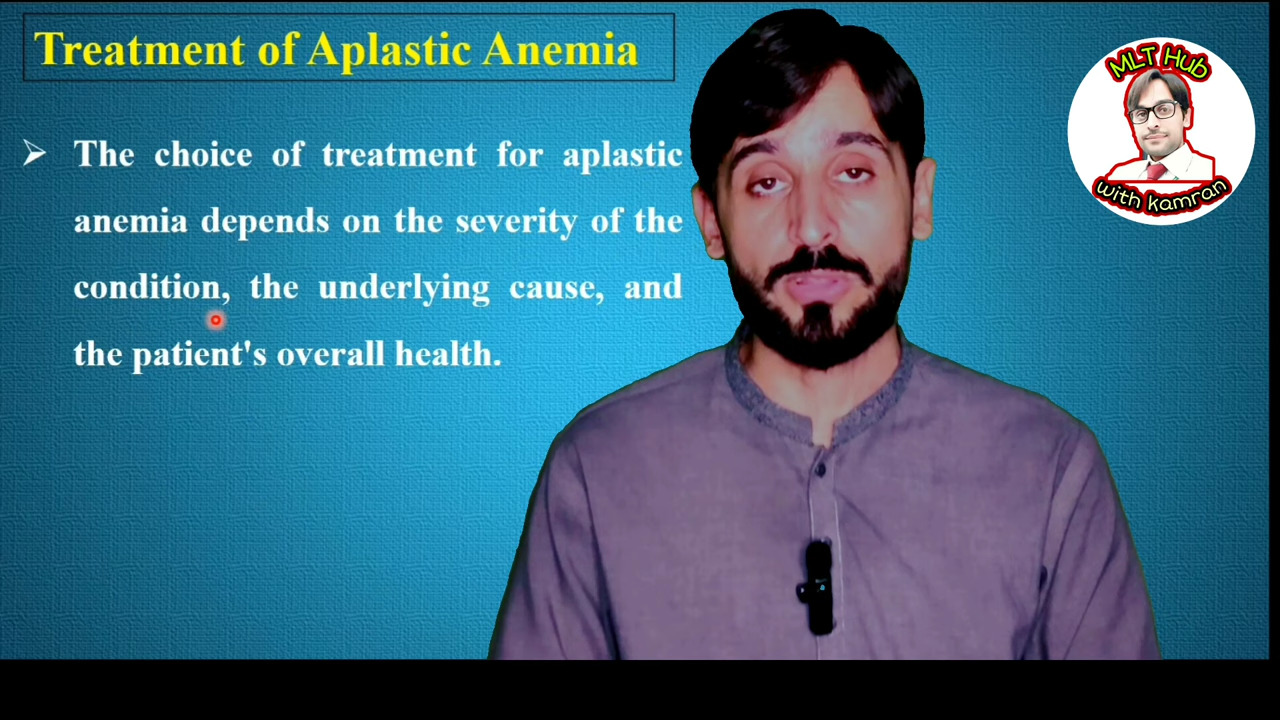 Treatment of Aplastic Anemia
The choice of treatment for aplastic
anemia depends on the severity of the
condition, the underlying cause, and
the patient's overall health.
MLT Hub
with kamran